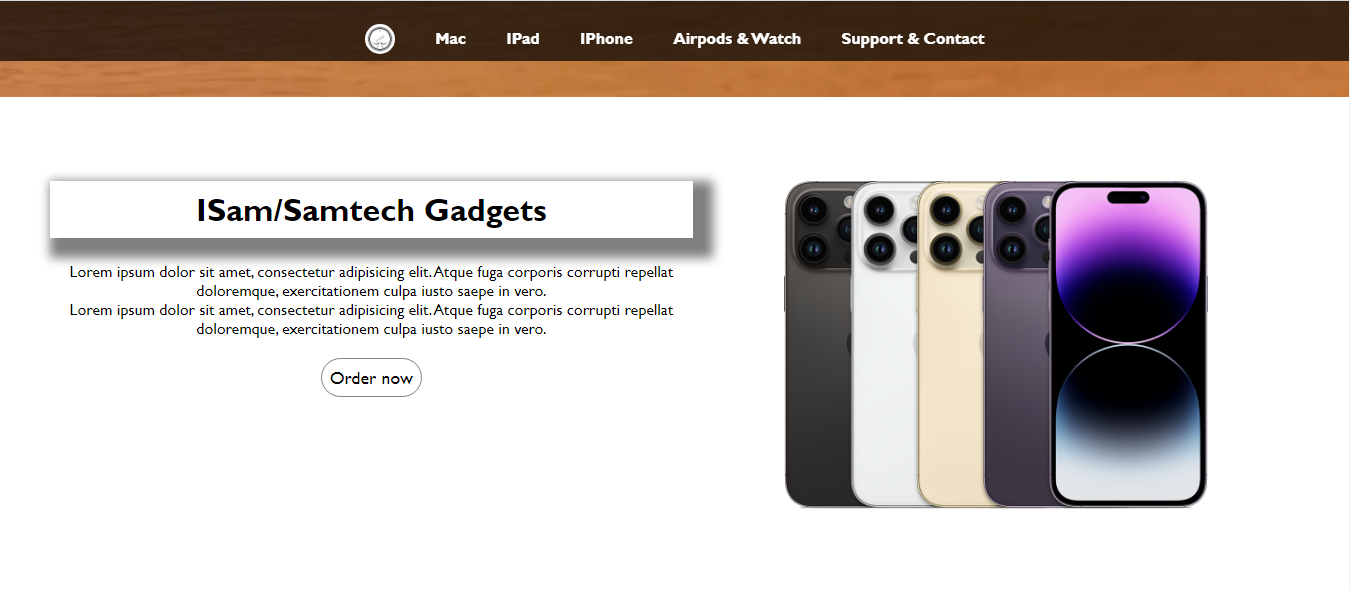 Mac IPad IPhone Airpods & Watch Support & Contact
ISam/Samtech Gadgets
Lorem ipsum dolor sit amet, consectetur adipisicing elit. Atque fuga corporis corrupti repellat
doloremque, exercitationem culpa iusto saepe in vero.
Lorem ipsum dolor sit amet, consectetur adipisicing elit. Atque fuga corporis corrupti repellat
doloremque, exercitationem culpa iusto saepe in vero.
Order now